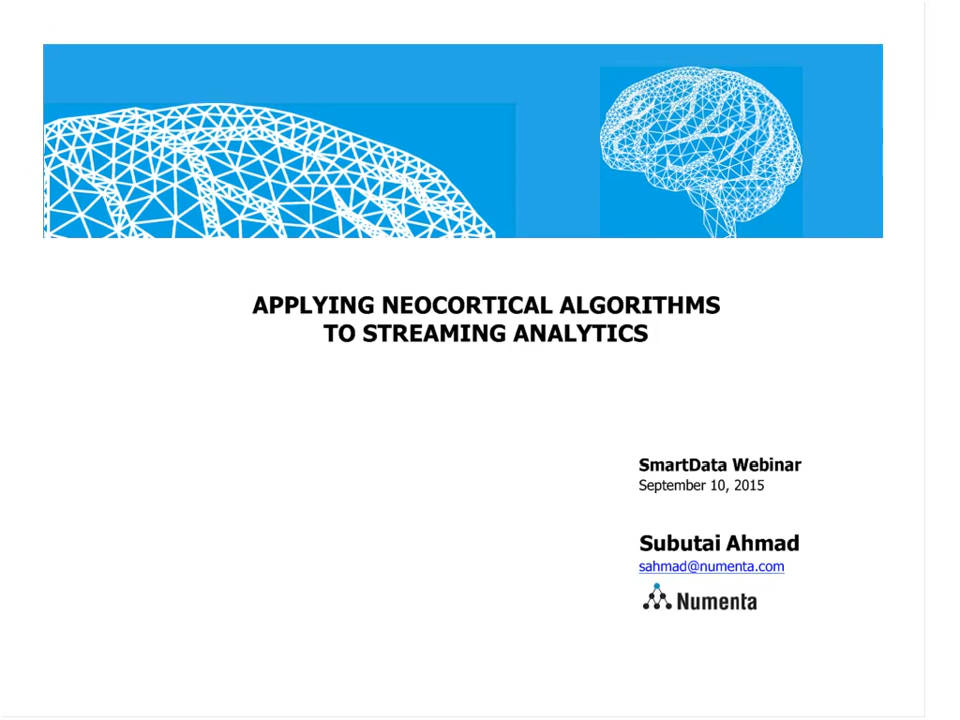 APPLYING NEOCORTICAL ALGORITHMS
TO STREAMING ANALYTICS
SmartData Webinar
September 10, 2015
Subutai Ahmad
sahmad@numenta.com
Numenta